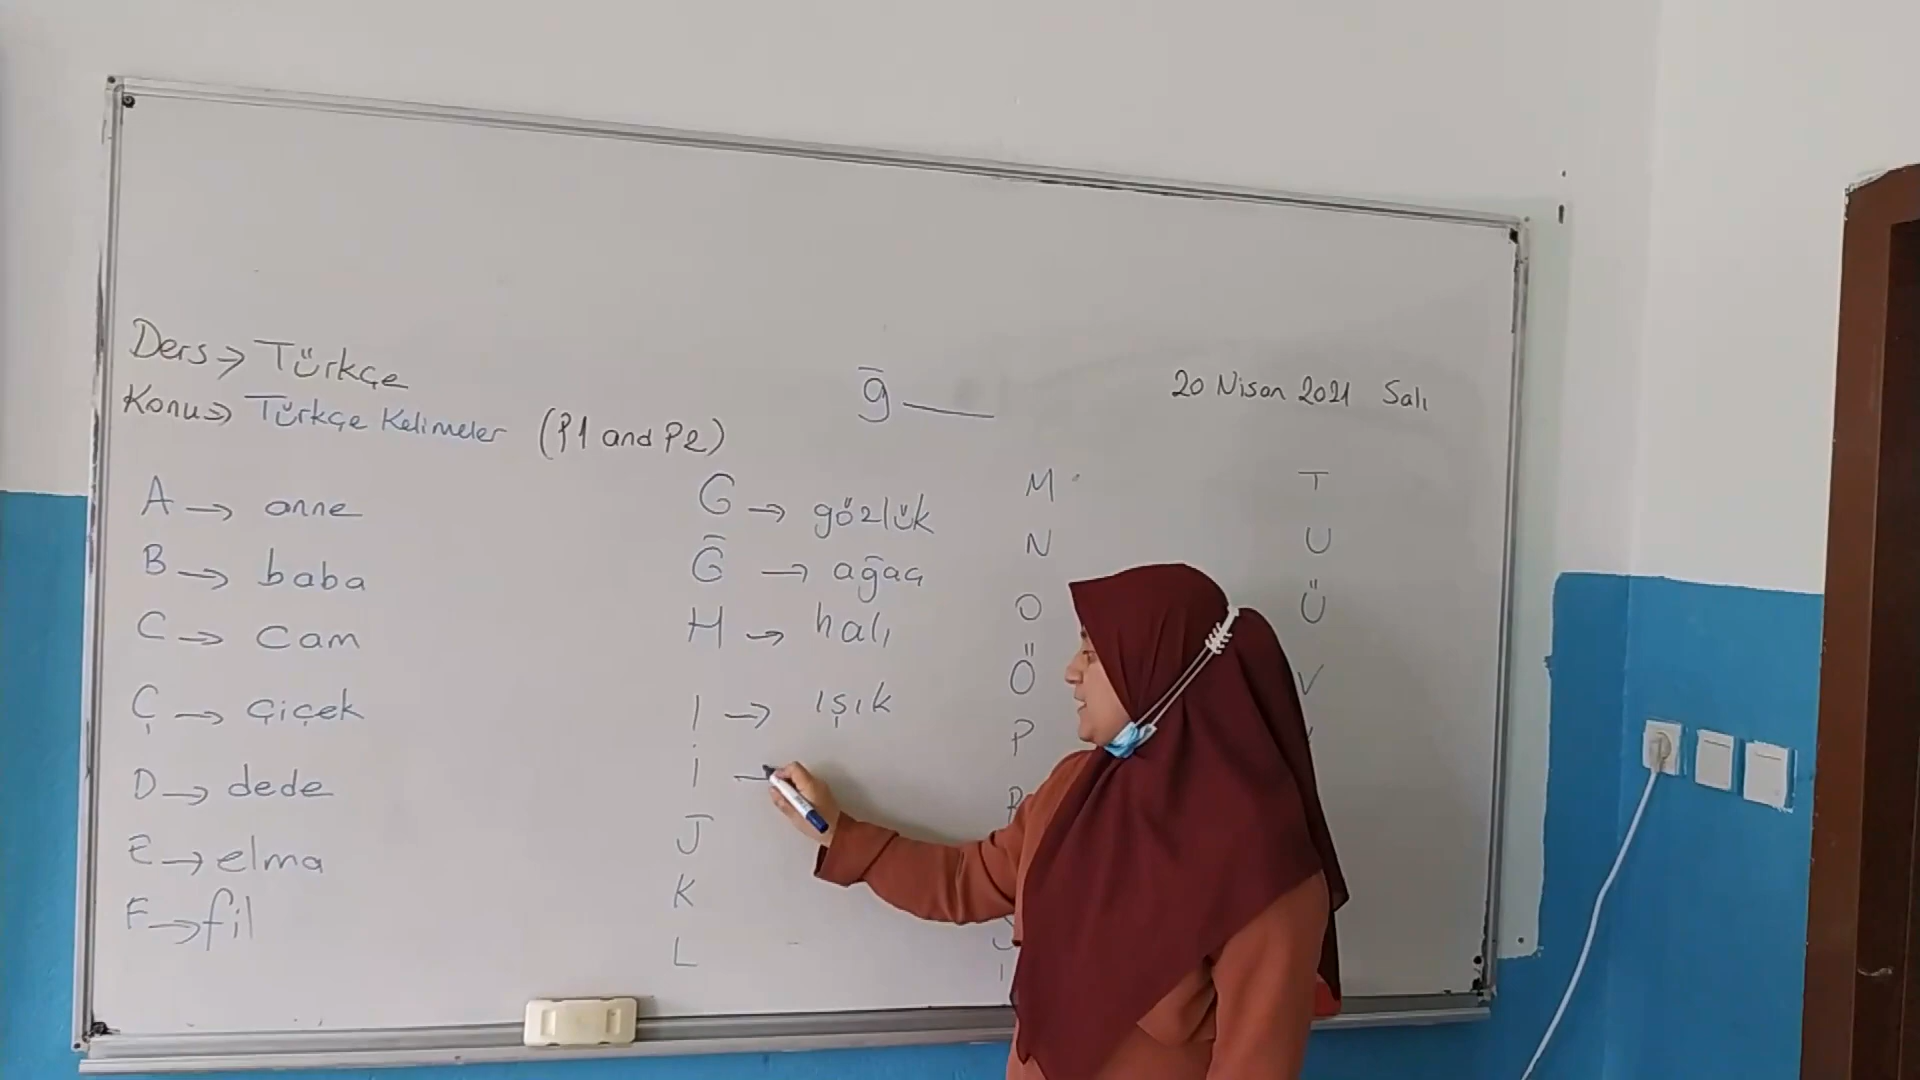 Ders → Türkçe
Konu → Türkçe Kelimeler (P1 and P2)
ğ ____
20 Nisan 2021 Salı
A → anne
B → baba
C → cam
Ç → çiçek
D → dede
E → elma
F → fil
G → gözlük
Ğ → ağaç
H → halı
I → ışık
İ →
J
K
L
M
N
O
Ö
P
R
T
U
Ü
V